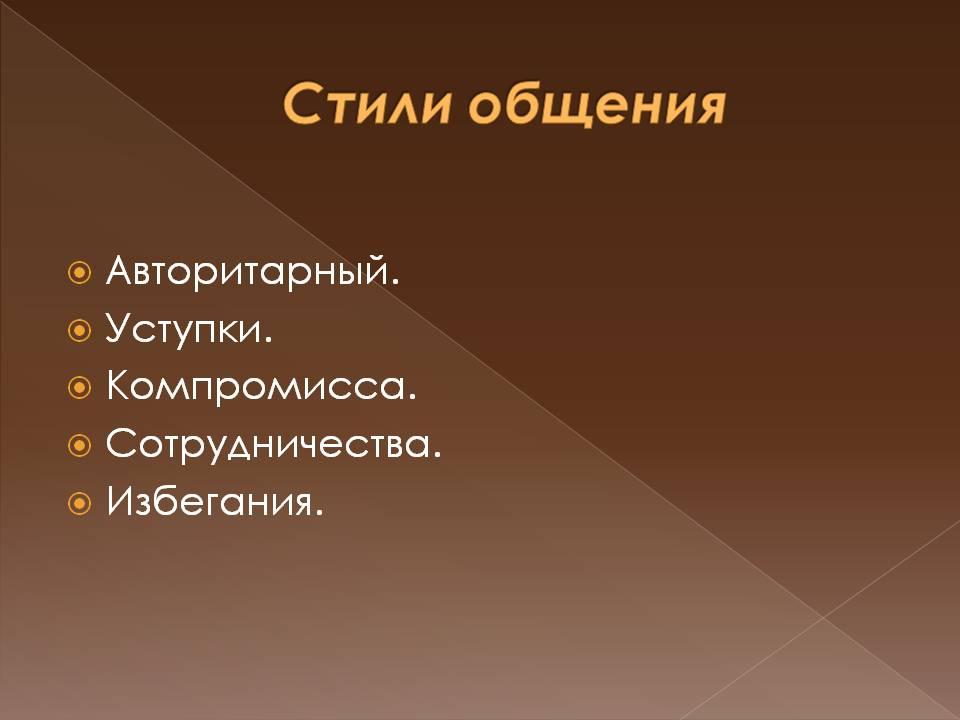 Стили общения
Авторитарный.
Уступки.
Компромисса.
Сотрудничества.
Избегания.